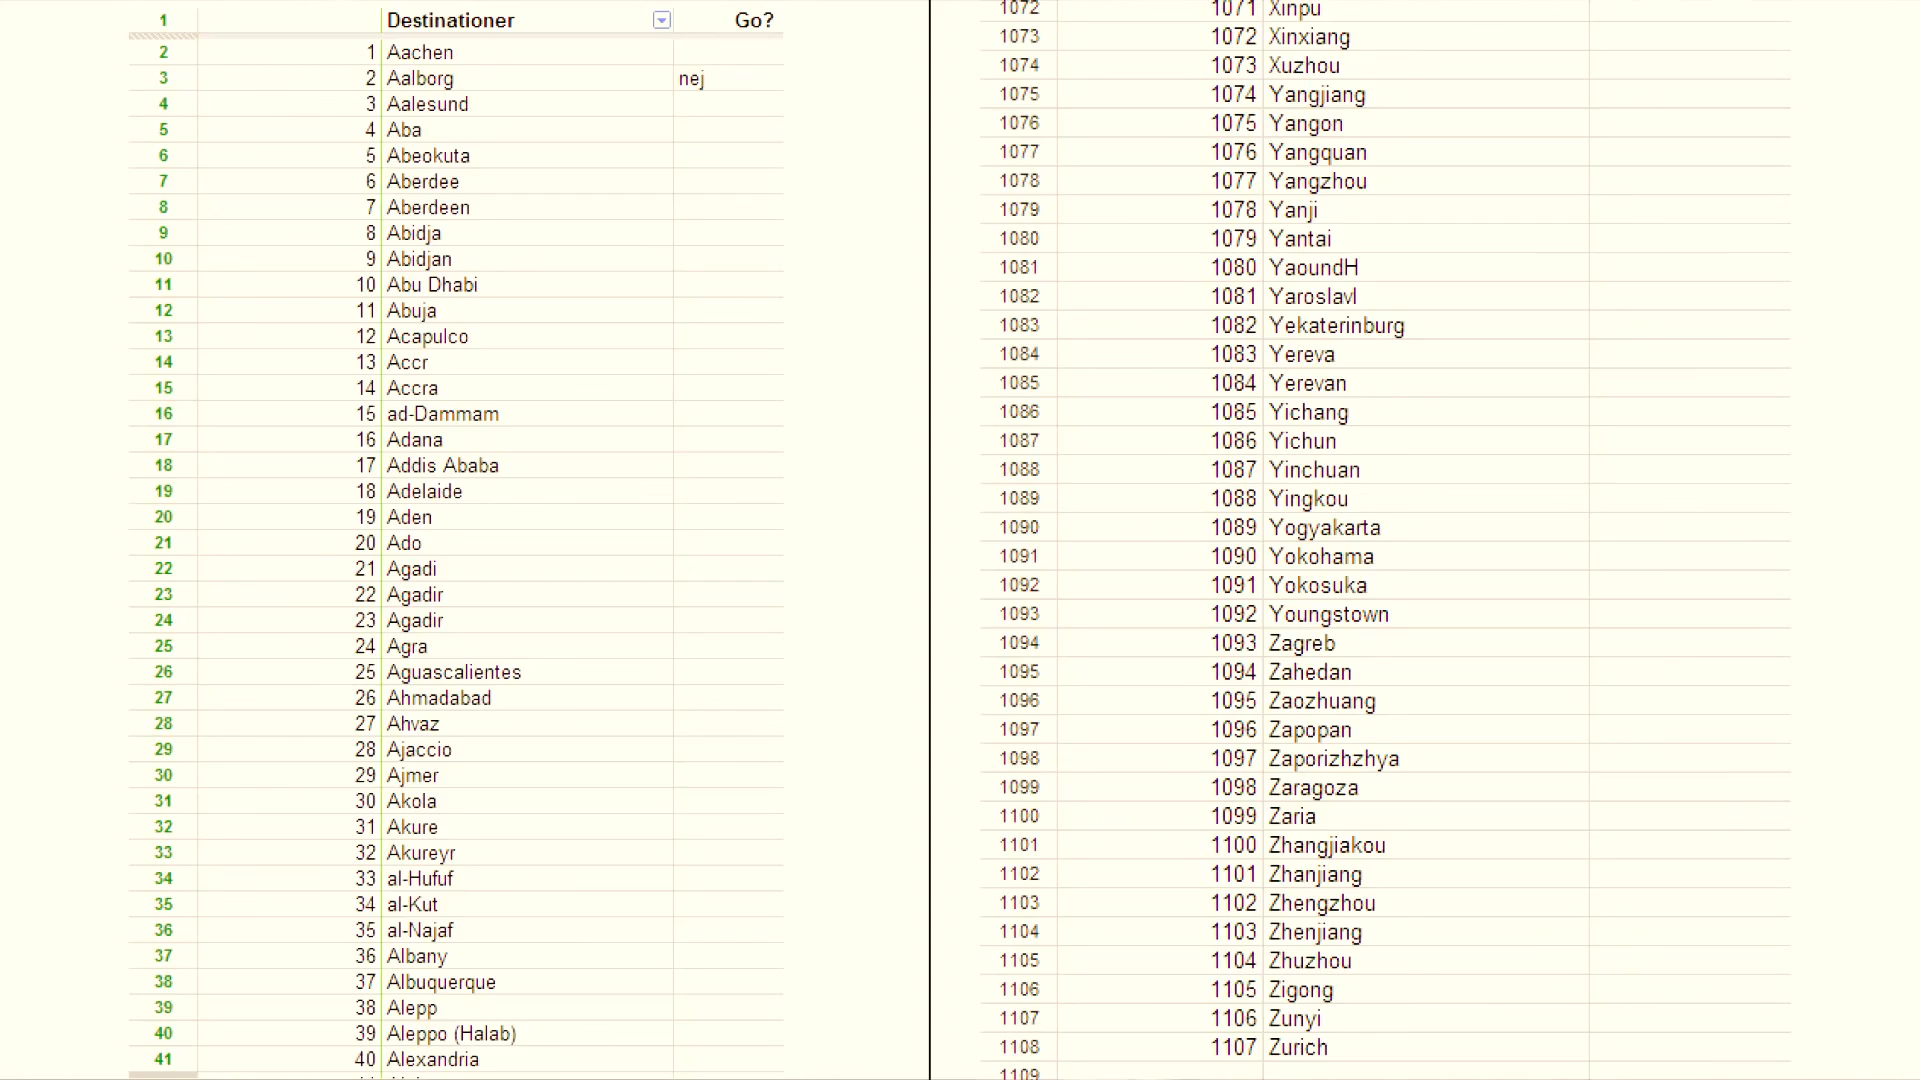 1 Destinationer Go?
2 1 Aachen
3 2 Aalborg nej
4 3 Aalesund
5 4 Aba
6 5 Abeokuta
7 6 Aberdee
8 7 Aberdeen
9 8 Abidja
10 9 Abidjan
11 10 Abu Dhabi
12 11 Abuja
13 12 Acapulco
14 13 Accr
15 14 Accra
16 15 ad-Dammam
17 16 Adana
18 17 Addis Ababa
19 18 Adelaide
20 19 Aden
21 20 Ado
22 21 Agadi
23 22 Agadir
24 23 Agadir
25 24 Agra
26 25 Aguascalientes
27 26 Ahmadabad
28 27 Ahvaz
29 28 Ajaccio
30 29 Ajmer
31 30 Akola
32 31 Akure
33 32 Akureyr
34 33 al-Hufuf
35 34 al-Kut
36 35 al-Najaf
37 36 Albany
38 37 Albuquerque
39 38 Alepp
40 39 Aleppo (Halab)
41 40 Alexandria
1072 1071 Xinpu
1073 1072 Xinxiang
1074 1073 Xuzhou
1075 1074 Yangjiang
1076 1075 Yangon
1077 1076 Yangquan
1078 1077 Yangzhou
1079 1078 Yanji
1080 1079 Yantai
1081 1080 YaoundH
1082 1081 Yaroslavl
1083 1082 Yekaterinburg
1084 1083 Yereva
1085 1084 Yerevan
1086 1085 Yichang
1087 1086 Yichun
1088 1087 Yinchuan
1089 1088 Yingkou
1090 1089 Yogyakarta
1091 1090 Yokohama
1092 1091 Yokosuka
1093 1092 Youngstown
1094 1093 Zagreb
1095 1094 Zahedan
1096 1095 Zaozhuang
1097 1096 Zapopan
1098 1097 Zaporizhzhya
1099 1098 Zaragoza
1100 1099 Zaria
1101 1100 Zhangjiakou
1102 1101 Zhanjiang
1103 1102 Zhengzhou
1104 1103 Zhenjiang
1105 1104 Zhuzhou
1106 1105 Zigong
1107 1106 Zunyi
1108 1107 Zurich
1109